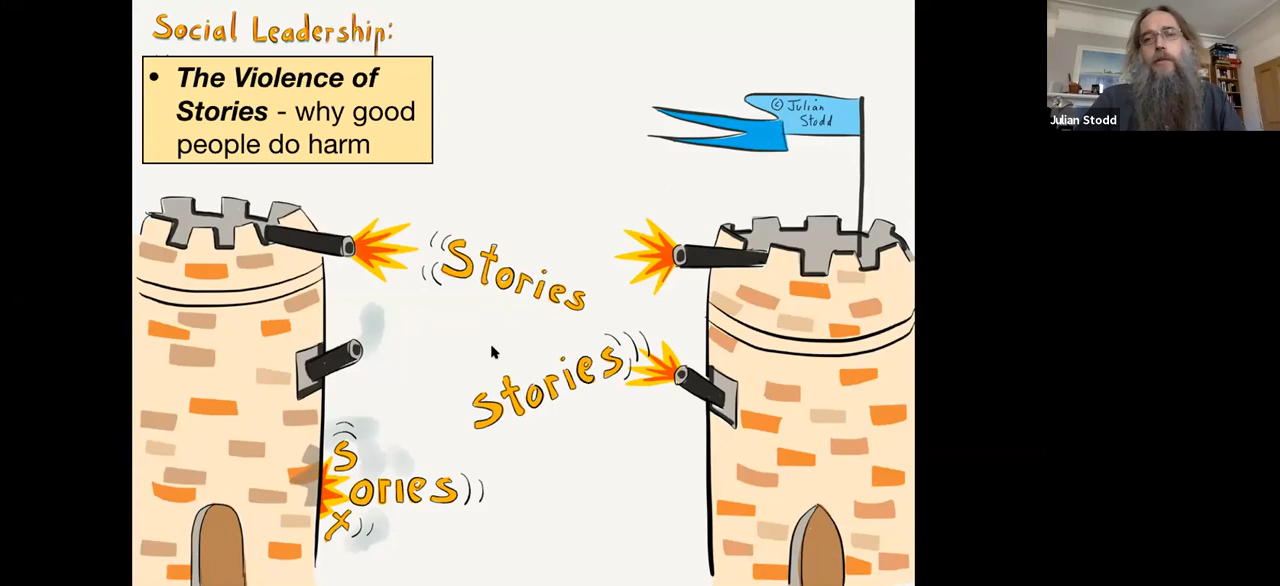 Social Leadership:
• The Violence of
Stories - why good
people do harm
© Julian
Stodd
Julian Stodd
Stories
Stories
S
ories